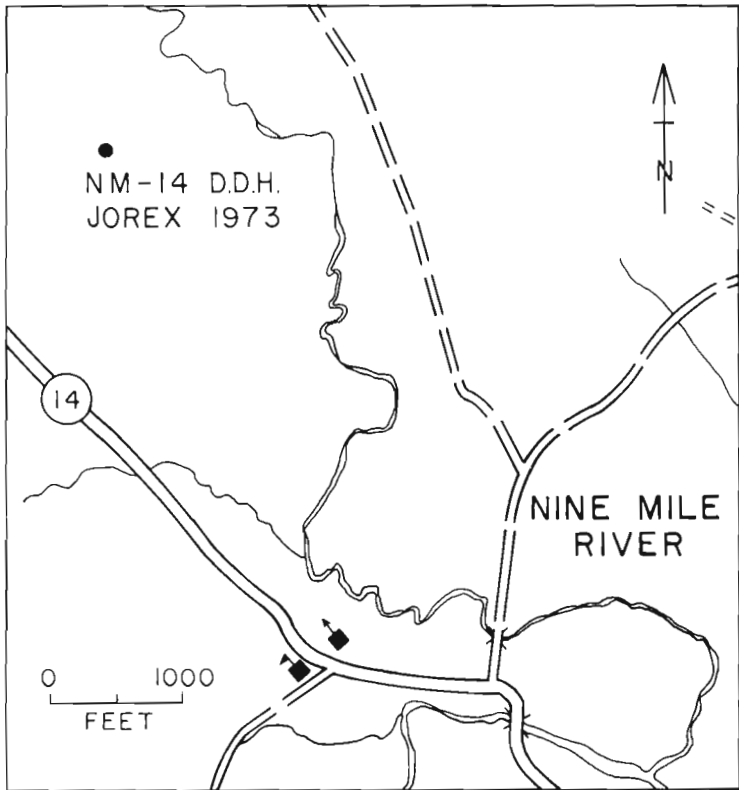 NM-14 D.D.H.
JOREX 1973
N
14
NINE MILE
RIVER
0 1000
FEET